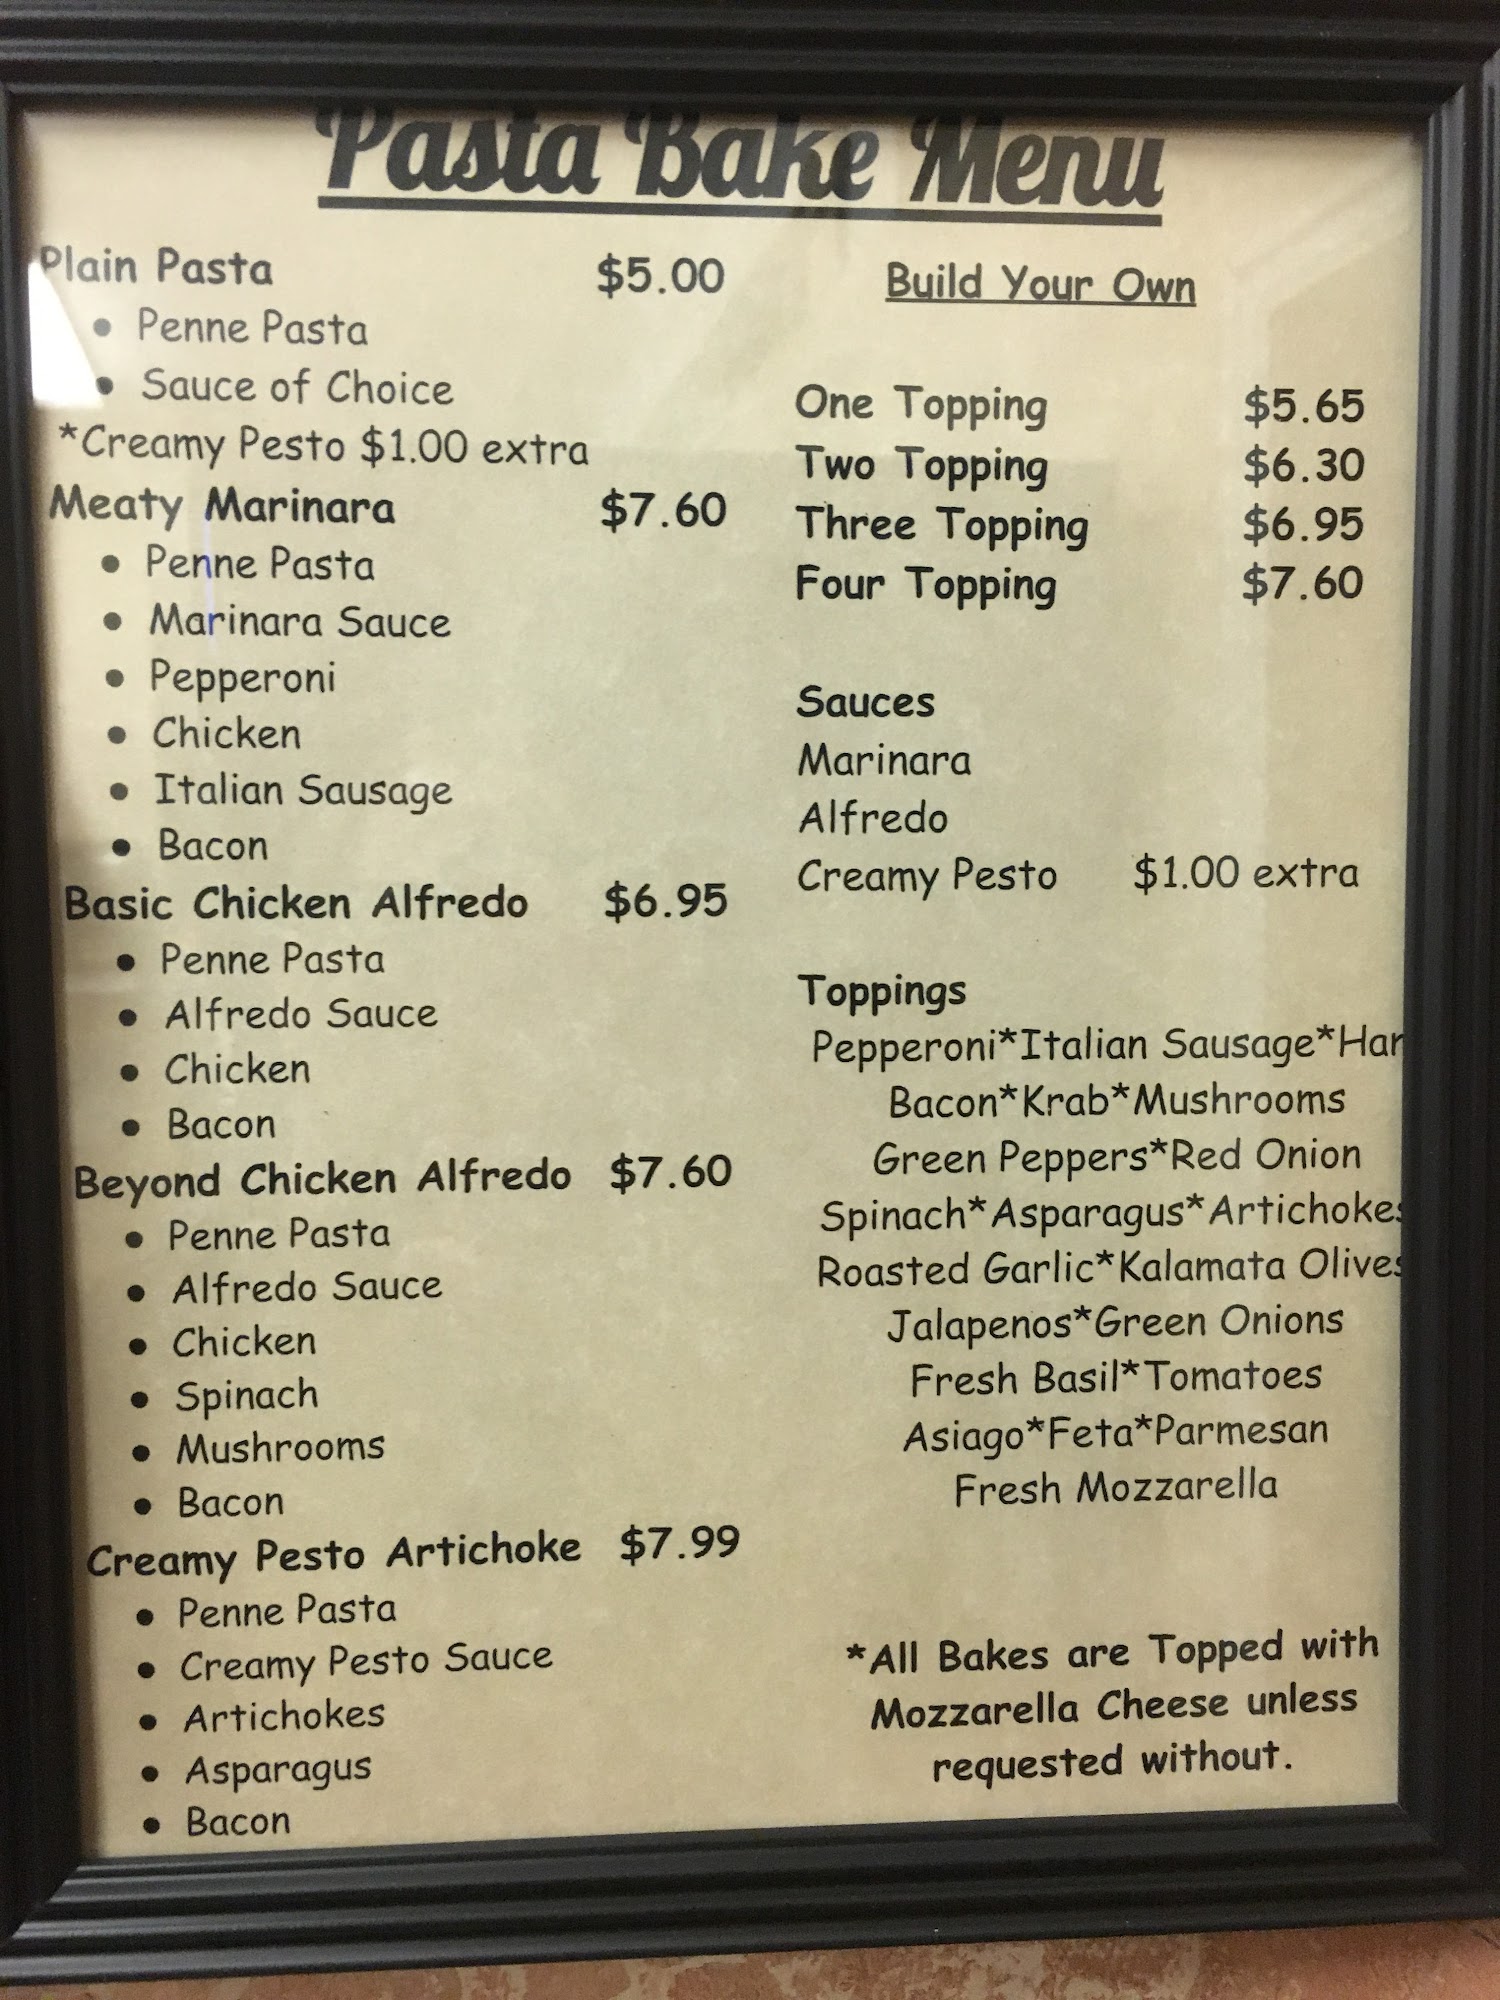 Pasta Bake Menu
Plain Pasta $5.00
• Penne Pasta
• Sauce of Choice
*Creamy Pesto $1.00 extra
Meaty Marinara $7.60
• Penne Pasta
• Marinara Sauce
• Pepperoni
• Chicken
• Italian Sausage
• Bacon
Basic Chicken Alfredo $6.95
• Penne Pasta
• Alfredo Sauce
• Chicken
• Bacon
Beyond Chicken Alfredo $7.60
• Penne Pasta
• Alfredo Sauce
• Chicken
• Spinach
• Mushrooms
• Bacon
Creamy Pesto Artichoke $7.99
• Penne Pasta
• Creamy Pesto Sauce
• Artichokes
• Asparagus
• Bacon
Build Your Own
One Topping $5.65
Two Topping $6.30
Three Topping $6.95
Four Topping $7.60
Sauces
Marinara
Alfredo
Creamy Pesto $1.00 extra
Toppings
Pepperoni*Italian Sausage*
Bacon*Krab*Mushrooms
Green Peppers*Red Onion
Spinach*Asparagus*Artichokes
Roasted Garlic*Kalamata Olives
Jalapenos*Green Onions
Fresh Basil*Tomatoes
Asiago*Feta*Parmesan
Fresh Mozzarella
*All Bakes are Topped with
Mozzarella Cheese unless
requested without.